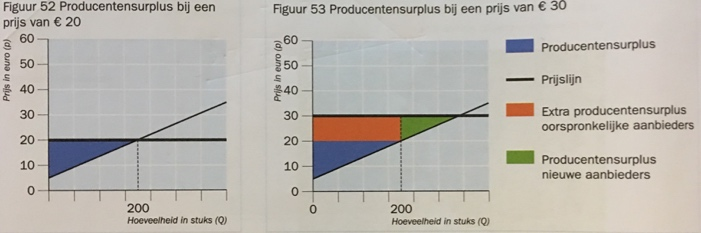 Figuur 52 Producentensurplus bij een
prijs van € 20
Prijs in euro (p)
60
50
40
30
20
10
0
200
Hoeveelheid in stuks (Q)
Figuur 53 Producentensurplus bij een prijs van € 30
Prijs in euro (p)
60
50
40
30
20
10
0
0
200
Hoeveelheid in stuks (Q)
Producentensurplus
Prijslijn
Extra producentensurplus
oorspronkelijke aanbieders
Producentensurplus
nieuwe aanbieders